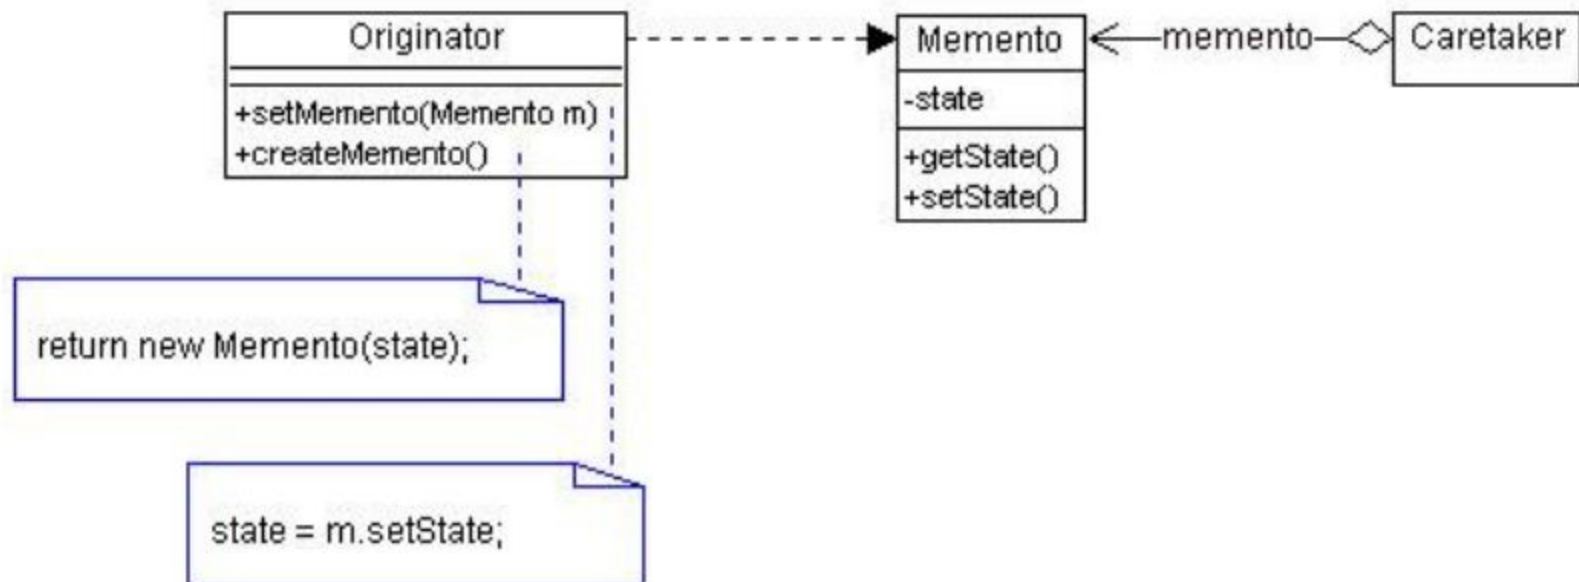 Originator
+setMemento(Memento m)
+createMemento()
Memento
-state
+getState()
+setState()
memento
Caretaker
return new Memento(state);
state = m.setState;